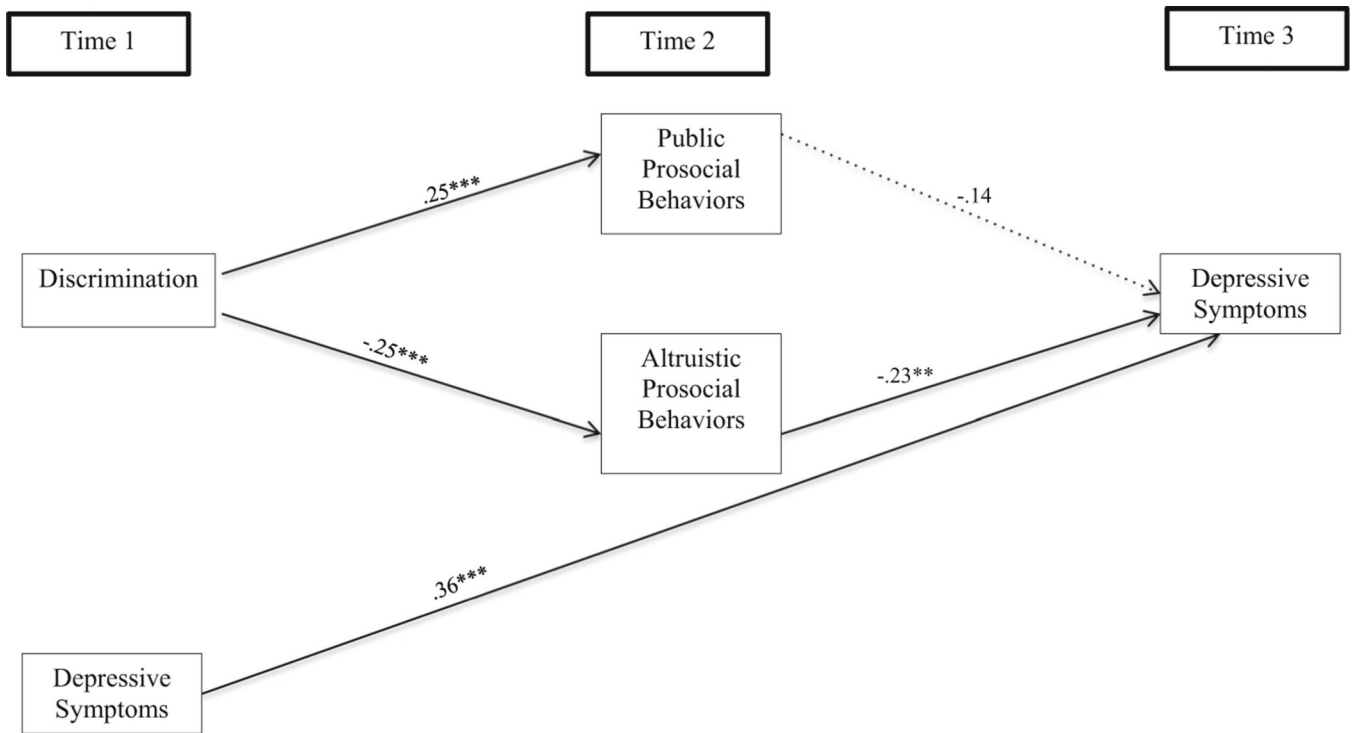 Time 1
Time 2
Time 3
Public
Prosocial
Behaviors
.25***
-.14
Discrimination
Depressive
Symptoms
-.25***
Altruistic
Prosocial
Behaviors
-.23**
.36***
Depressive
Symptoms